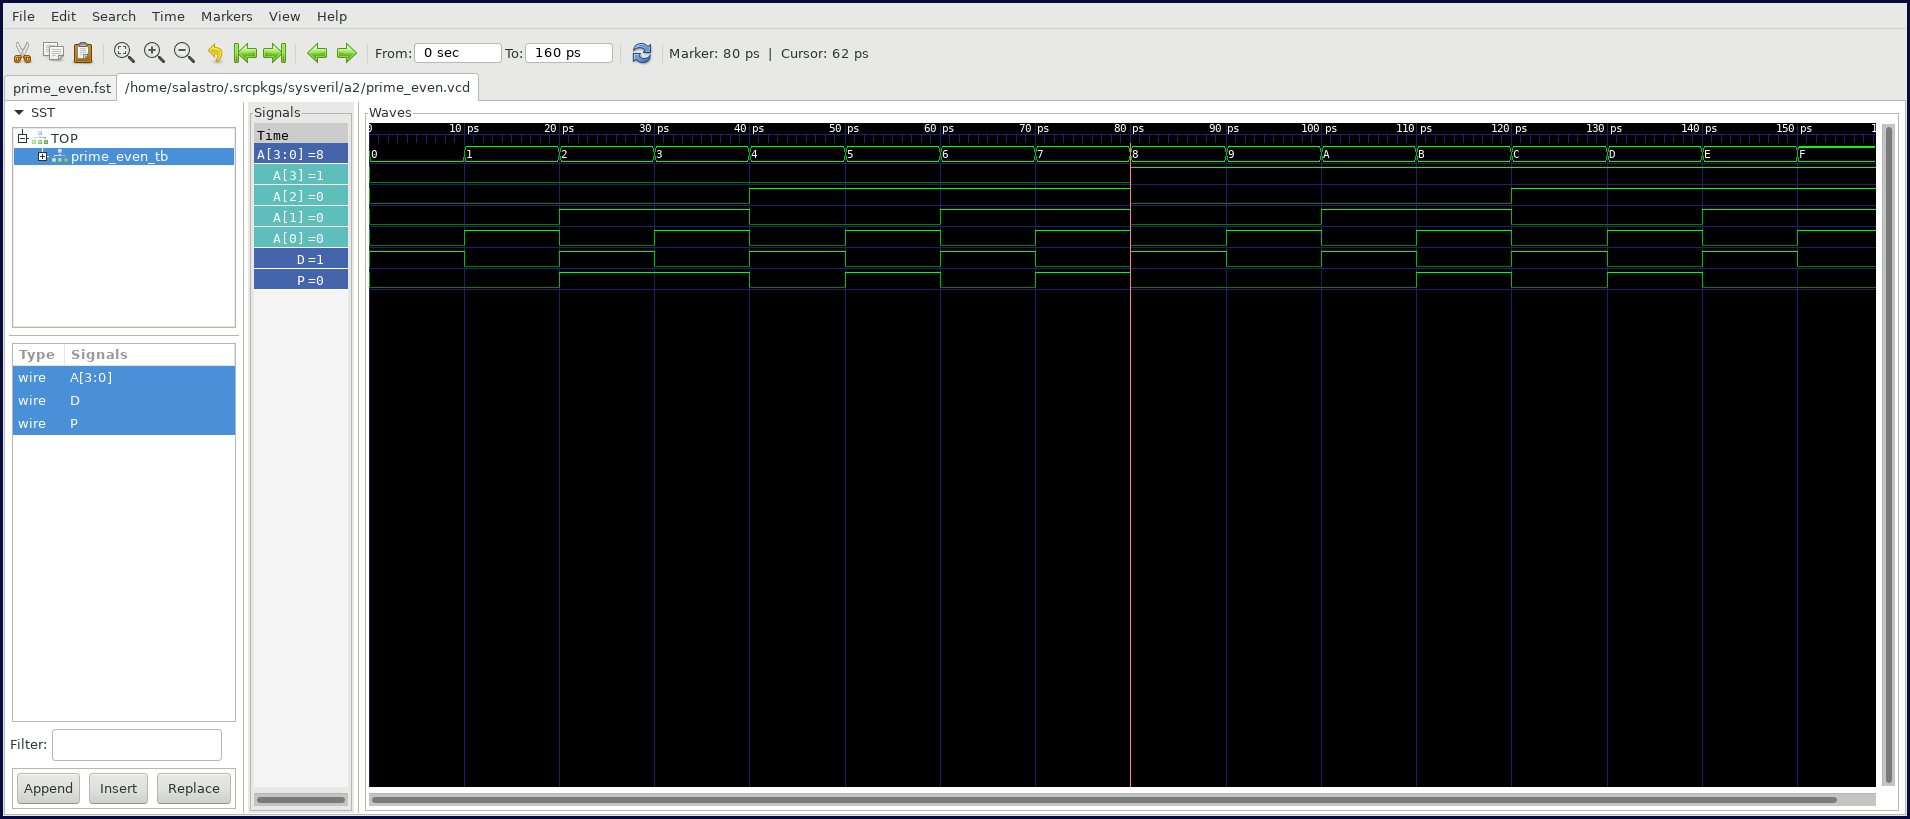 File Edit Search Time Markers View Help
From: 0 sec To: 160 ps Marker: 80 ps | Cursor: 62 ps
prime_even.fst /home/salastro/.srcpkgs/sysveril/a2/prime_even.vcd
SST
TOP
prime_even_tb
Type Signals
wire A[3:0]
wire D
wire P
Filter:
Append Insert Replace
Signals
Time
A[3:0]=8
A[3]=1
A[2]=0
A[1]=0
A[0]=0
D=1
P=0
Waves
0 10 ps 20 ps 30 ps 40 ps 50 ps 60 ps 70 ps 80 ps 90 ps 100 ps 110 ps 120 ps 130 ps 140 ps 150 ps 1
0 1 2 3 4 5 6 7 8 9 A B C D E F